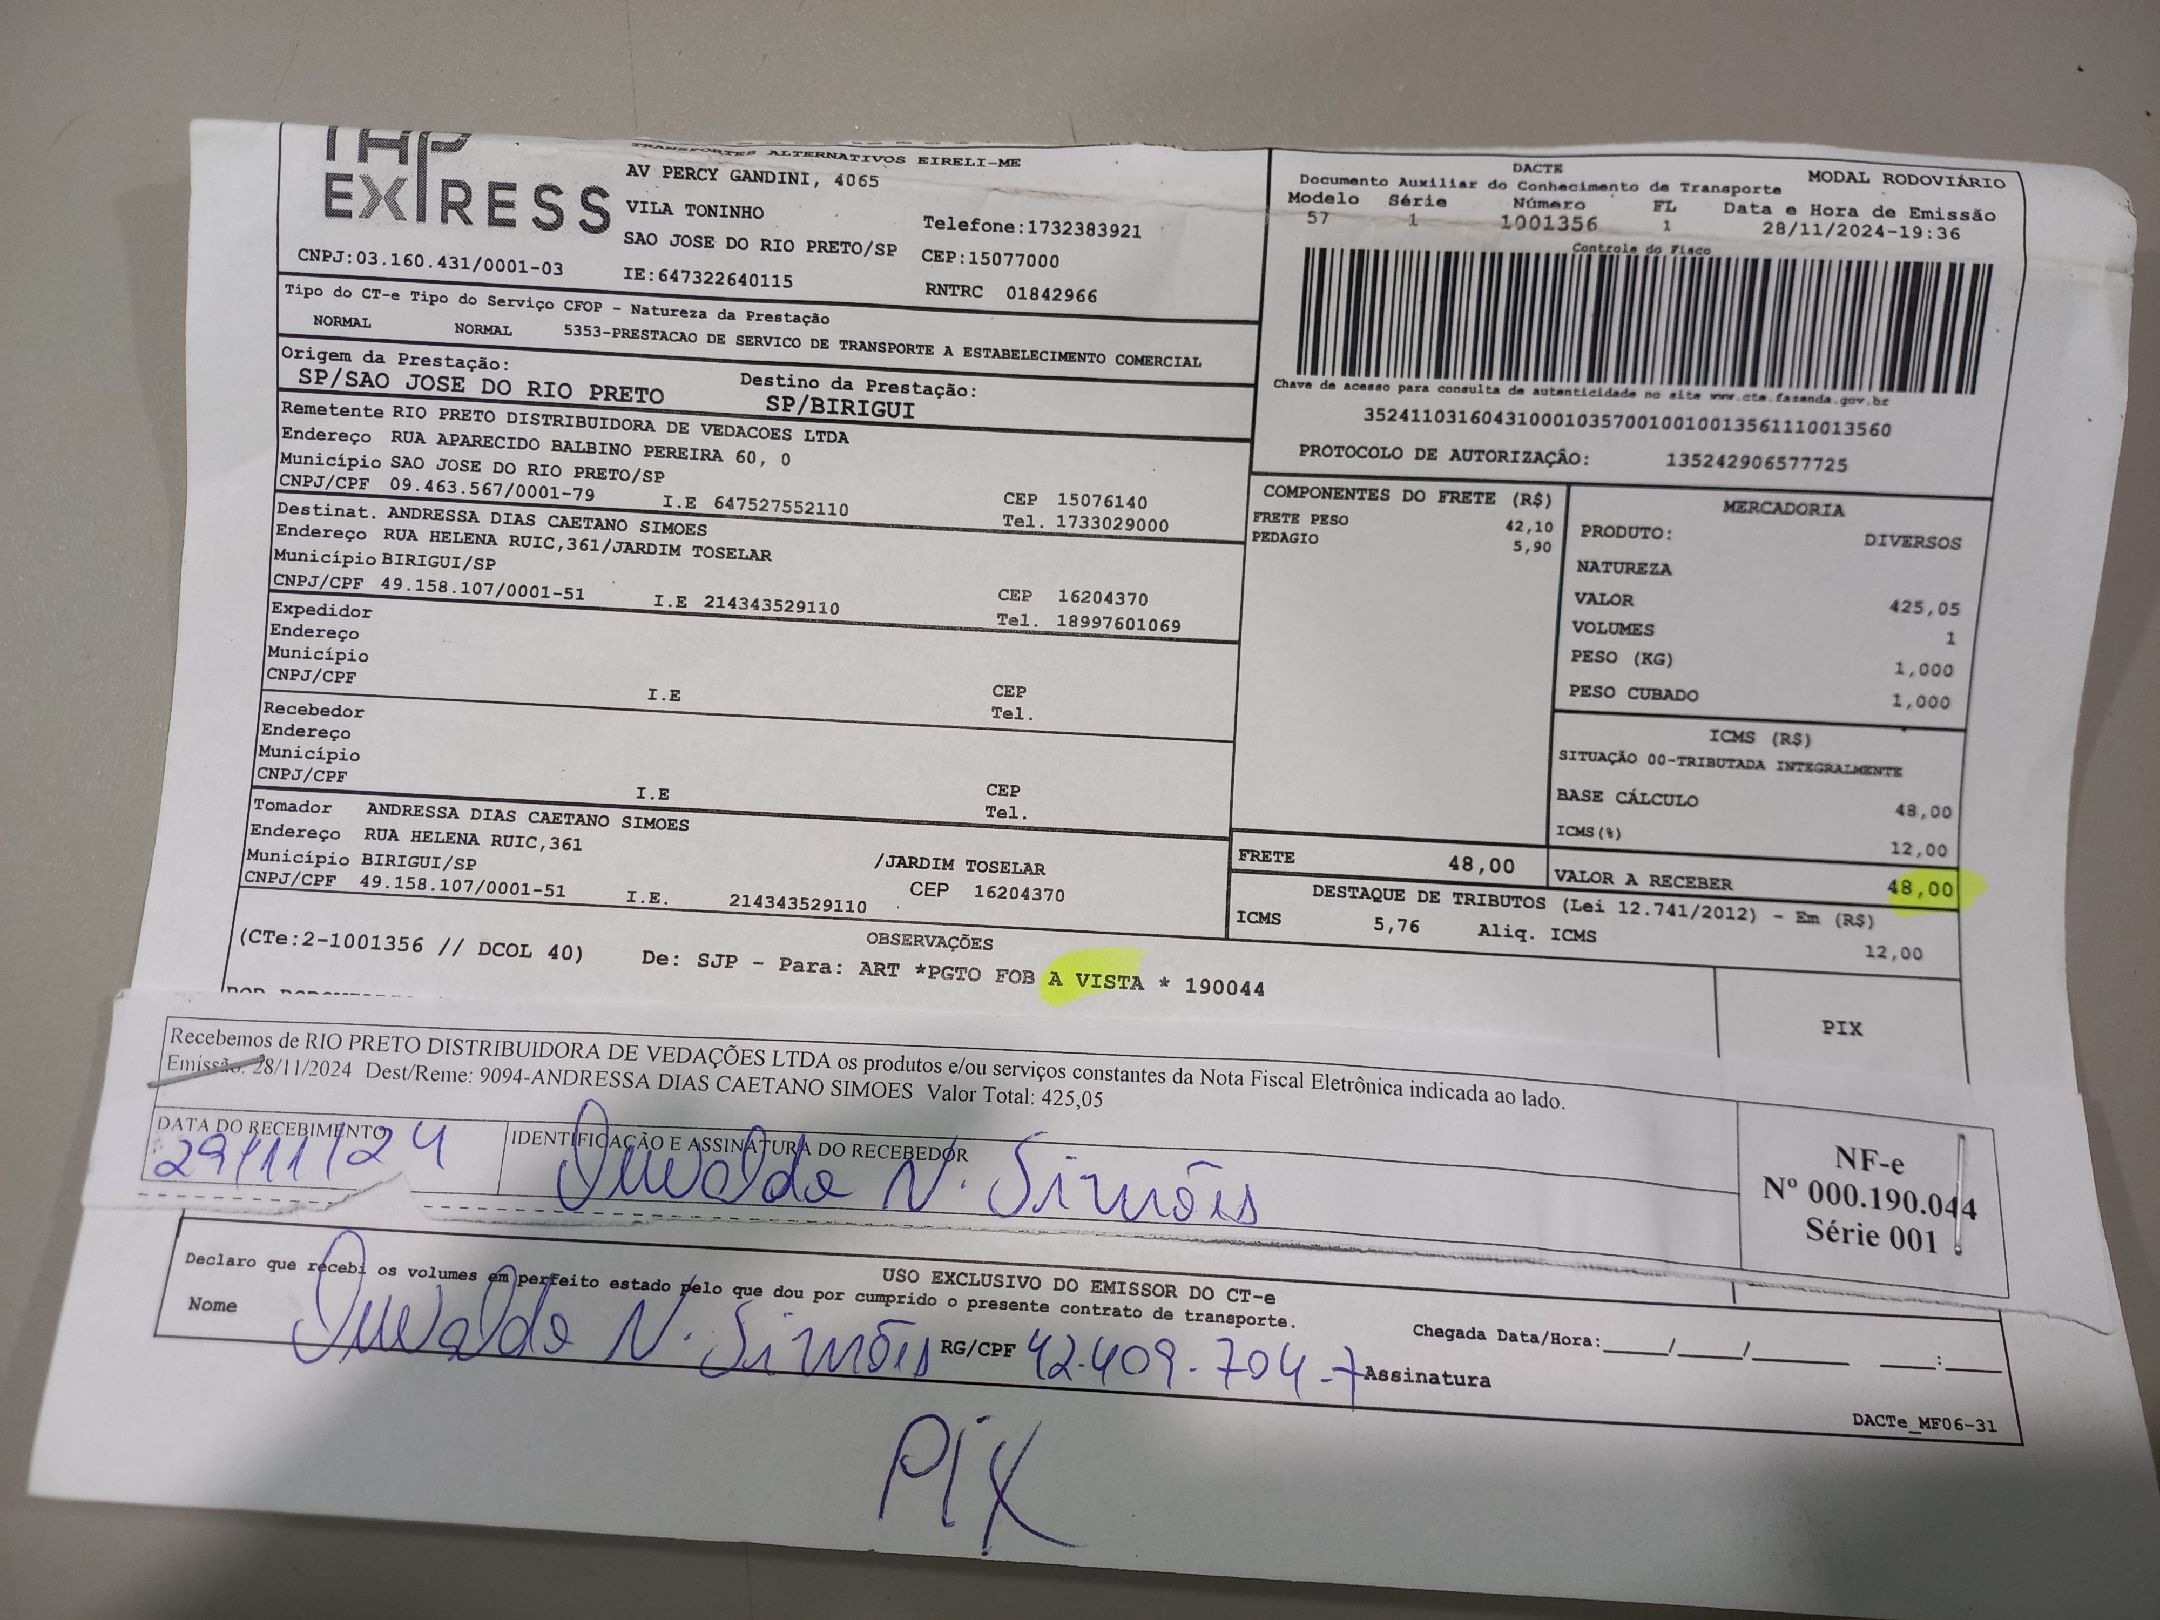 TAP
EXPRESS
TRANSPORTES ALTERNATIVOS EIRELI-ME
AV PERCY GANDINI, 4065
VILA TONINHO
Telefone:1732383921
SAO JOSE DO RIO PRETO/SP CEP:15077000
CNPJ:03.160.431/0001-03 IE:647322640115 RNTRC 01842966
DACTE MODAL RODOVIÁRIO
Documento Auxiliar do Conhecimento de Transporte
Modelo Série Número FL Data e Hora de Emissão
57 1 1001356 1 28/11/2024-19:36
Controle do Fisco
Chave de acesso para consulta de autenticidade no site www.cte.fazenda.gov.br
35241103160431000103570010010013561110013560
PROTOCOLO DE AUTORIZAÇÃO: 135242906577725
Tipo do CT-e Tipo do Serviço CFOP - Natureza da Prestação
NORMAL NORMAL 5353-PRESTACAO DE SERVICO DE TRANSPORTE A ESTABELECIMENTO COMERCIAL
Origem da Prestação: Destino da Prestação:
SP/SAO JOSE DO RIO PRETO SP/BIRIGUI
Remetente RIO PRETO DISTRIBUIDORA DE VEDACOES LTDA
Endereço RUA APARECIDO BALBINO PEREIRA 60, 0
Município SAO JOSE DO RIO PRETO/SP CEP 15076140
CNPJ/CPF 09.463.567/0001-79 I.E 647527552110 Tel. 1733029000
Destinat. ANDRESSA DIAS CAETANO SIMOES
Endereço RUA HELENA RUIC,361/JARDIM TOSELAR
Município BIRIGUI/SP CEP 16204370
CNPJ/CPF 49.158.107/0001-51 I.E 214343529110 Tel. 18997601069
Expedidor
Endereço
Município CEP
CNPJ/CPF I.E Tel.
Recebedor
Endereço
Município CEP
CNPJ/CPF I.E Tel.
Tomador ANDRESSA DIAS CAETANO SIMOES
Endereço RUA HELENA RUIC,361 /JARDIM TOSELAR
Município BIRIGUI/SP CEP 16204370
CNPJ/CPF 49.158.107/0001-51 I.E. 214343529110
COMPONENTES DO FRETE (R$)
FRETE PESO 42,10
PEDAGIO 5,90
MERCADORIA
PRODUTO: DIVERSOS
NATUREZA
VALOR 425,05
VOLUMES 1
PESO (KG) 1,000
PESO CUBADO 1,000
ICMS (R$)
SITUAÇÃO 00-TRIBUTADA INTEGRALMENTE
BASE CÁLCULO 48,00
ICMS(%) 12,00
FRETE 48,00 VALOR A RECEBER 48,00
DESTAQUE DE TRIBUTOS (Lei 12.741/2012) - Em (R$)
ICMS 5,76 Aliq. ICMS 12,00
OBSERVAÇÕES
(CTe:2-1001356 // DCOL 40) De: SJP - Para: ART *PGTO FOB A VISTA * 190044
PIX
Recebemos de RIO PRETO DISTRIBUIDORA DE VEDAÇÕES LTDA os produtos e/ou serviços constantes da Nota Fiscal Eletrônica indicada ao lado.
Emissão: 28/11/2024 Dest/Reme: 9094-ANDRESSA DIAS CAETANO SIMOES Valor Total: 425,05
DATA DO RECEBIMENTO IDENTIFICAÇÃO E ASSINATURA DO RECEBEDOR
29/11/24 N. Simões
NF-e
Nº 000.190.044
Série 001
USO EXCLUSIVO DO EMISSOR DO CT-e
Declaro que recebi os volumes em perfeito estado pelo que dou por cumprido o presente contrato de transporte.
Nome N. Simões RG/CPF 42.409.704-7 Assinatura
Chegada Data/Hora:____/____/______ ___:___
DACTe_MF06-31
PIX